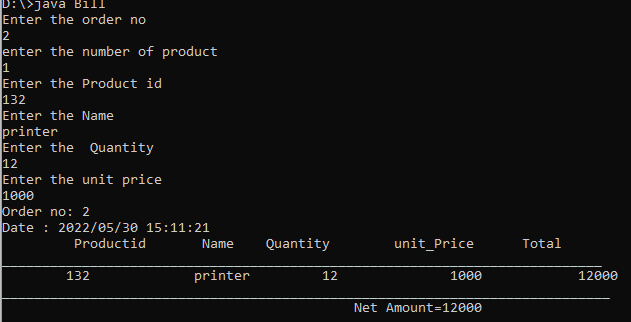 D:\>java Bill
Enter the order no
2
enter the number of product
1
Enter the Product id
132
Enter the Name
printer
Enter the  Quantity
12
Enter the unit price
1000
Order no: 2
Date : 2022/05/30 15:11:21
Productid Name Quantity unit_Price Total
132 printer 12 1000 12000
Net Amount=12000